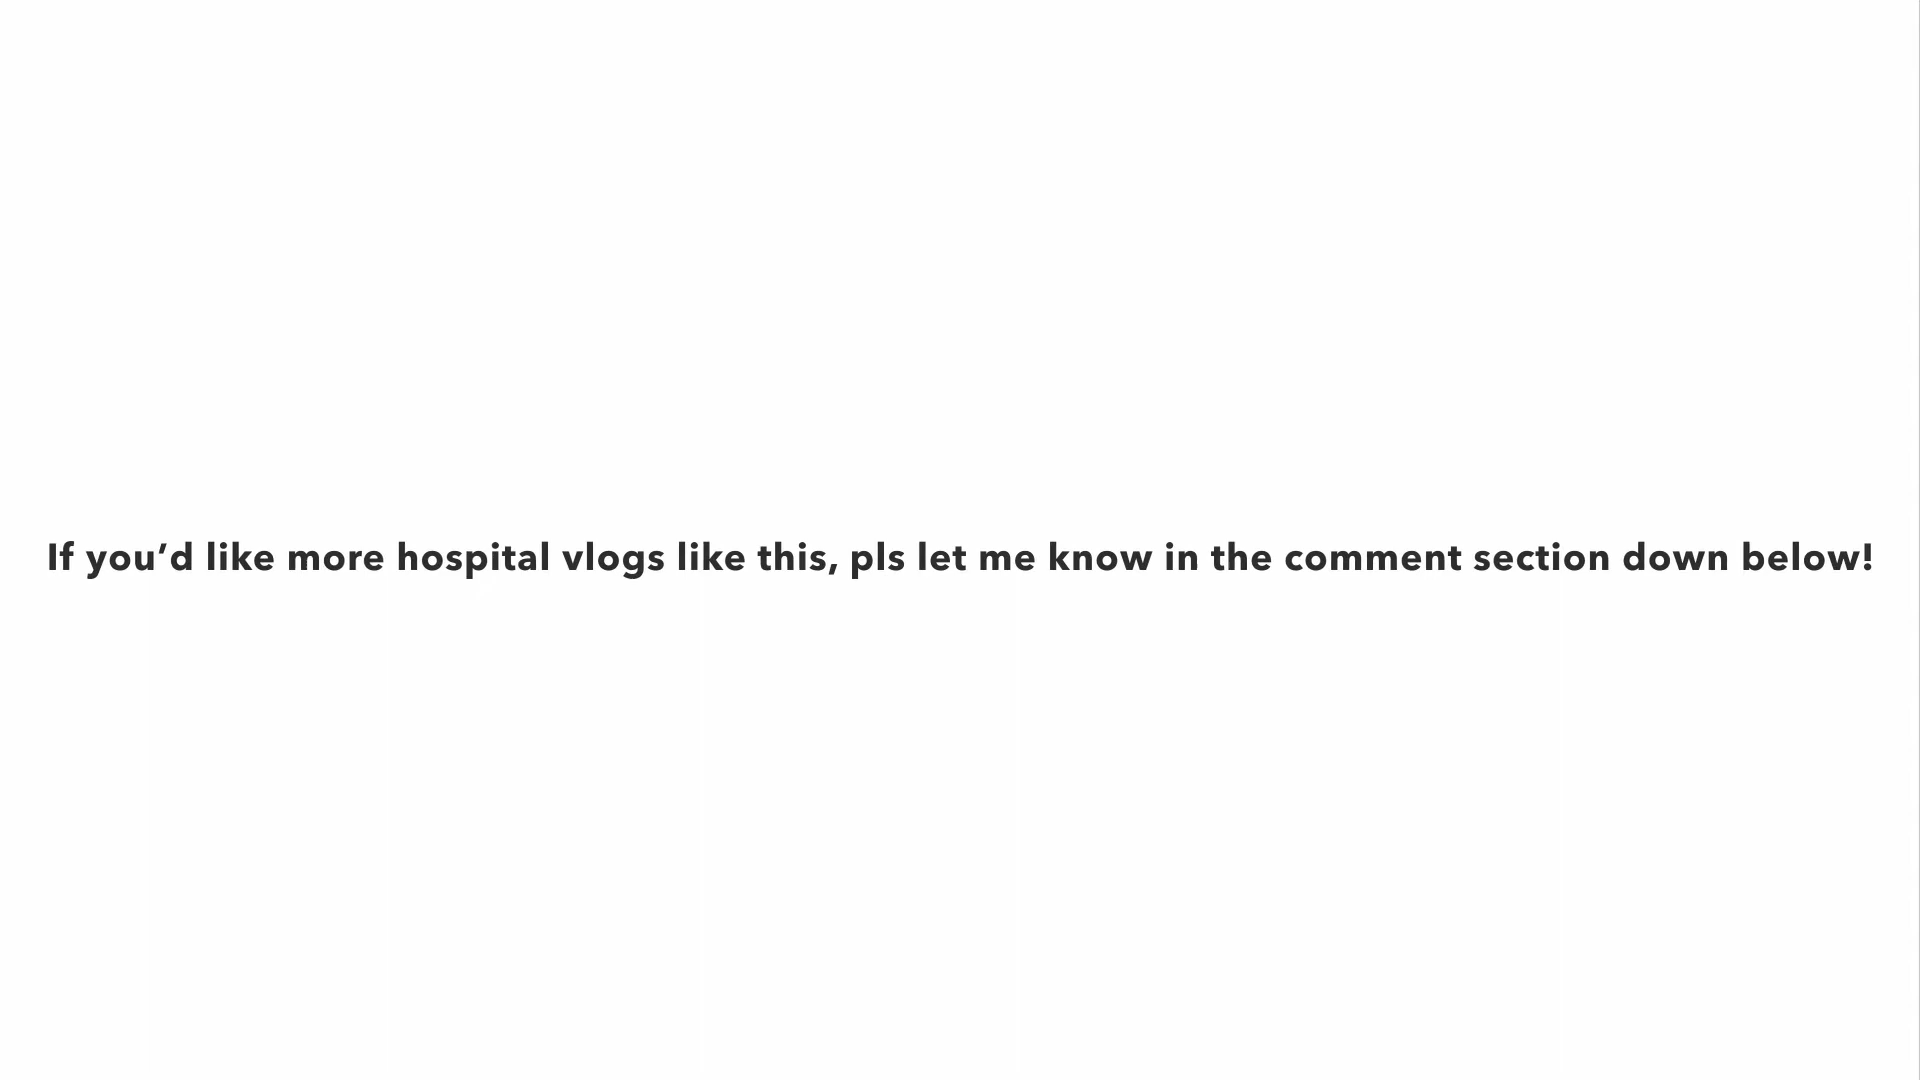 If you’d like more hospital vlogs like this, pls let me know in the comment section down below!